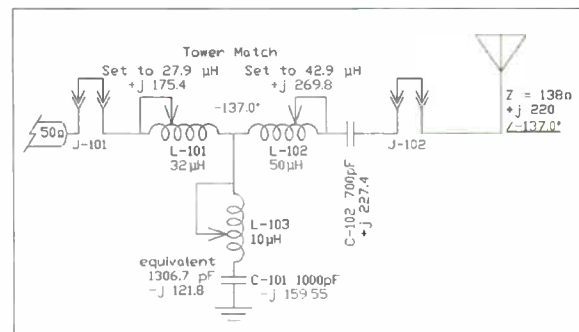 Tower Match
Set to 27.9 µH
+j 175.4
Set to 42.9 µH
+j 269.8
-137.0°
Z = 138Ω
+j 220
∠-137.0°
50Ω
J-101
L-101
32µH
L-102
50µH
C-102 700pF
+j 227.4
J-102
L-103
10µH
equivalent
1306.7 pF
-j 121.8
C-101 1000pF
-j 159.55